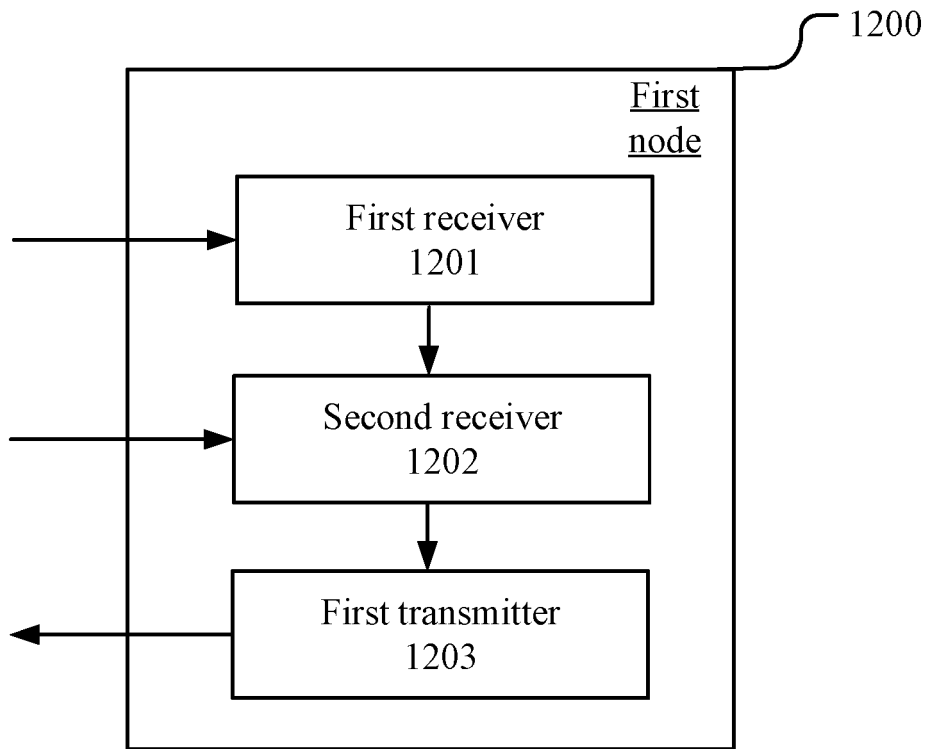 1200
First
node
First receiver
1201
Second receiver
1202
First transmitter
1203